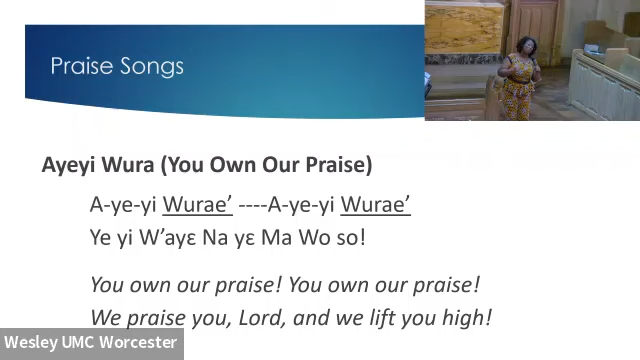 Praise Songs
Ayeyi Wura (You Own Our Praise)
A-ye-yi Wurae’ ----A-ye-yi Wurae’
Ye yi W’ayɛ Na yɛ Ma Wo so!
You own our praise! You own our praise!
We praise you, Lord, and we lift you high!
Wesley UMC Worcester